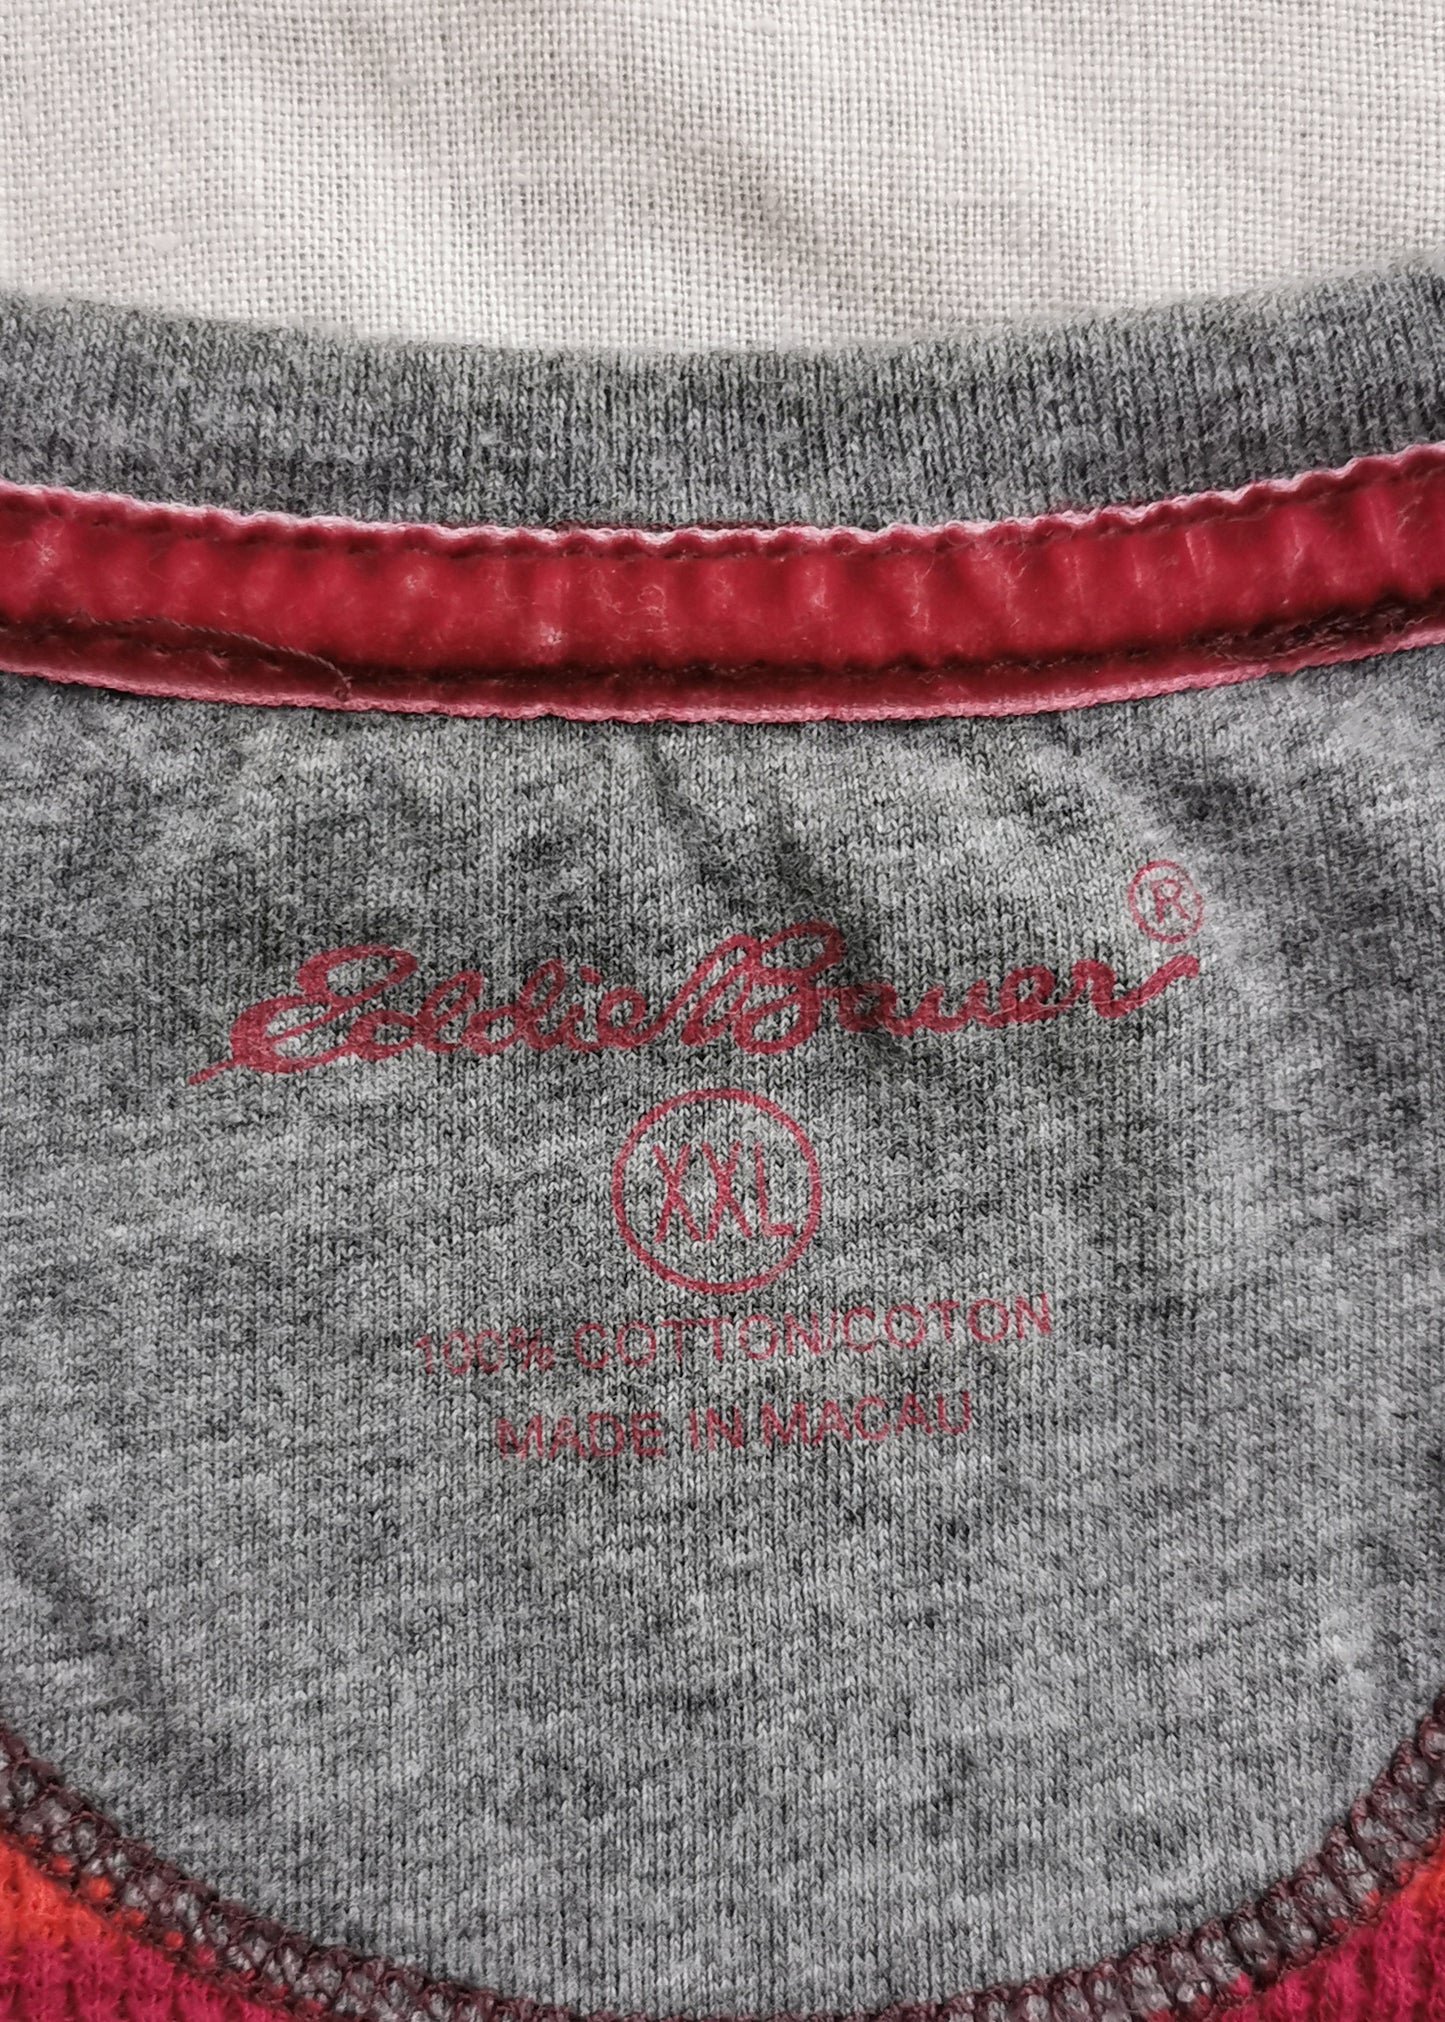 Eddie Bauer®
XXL
100% COTTON/COTON
MADE IN MACAU